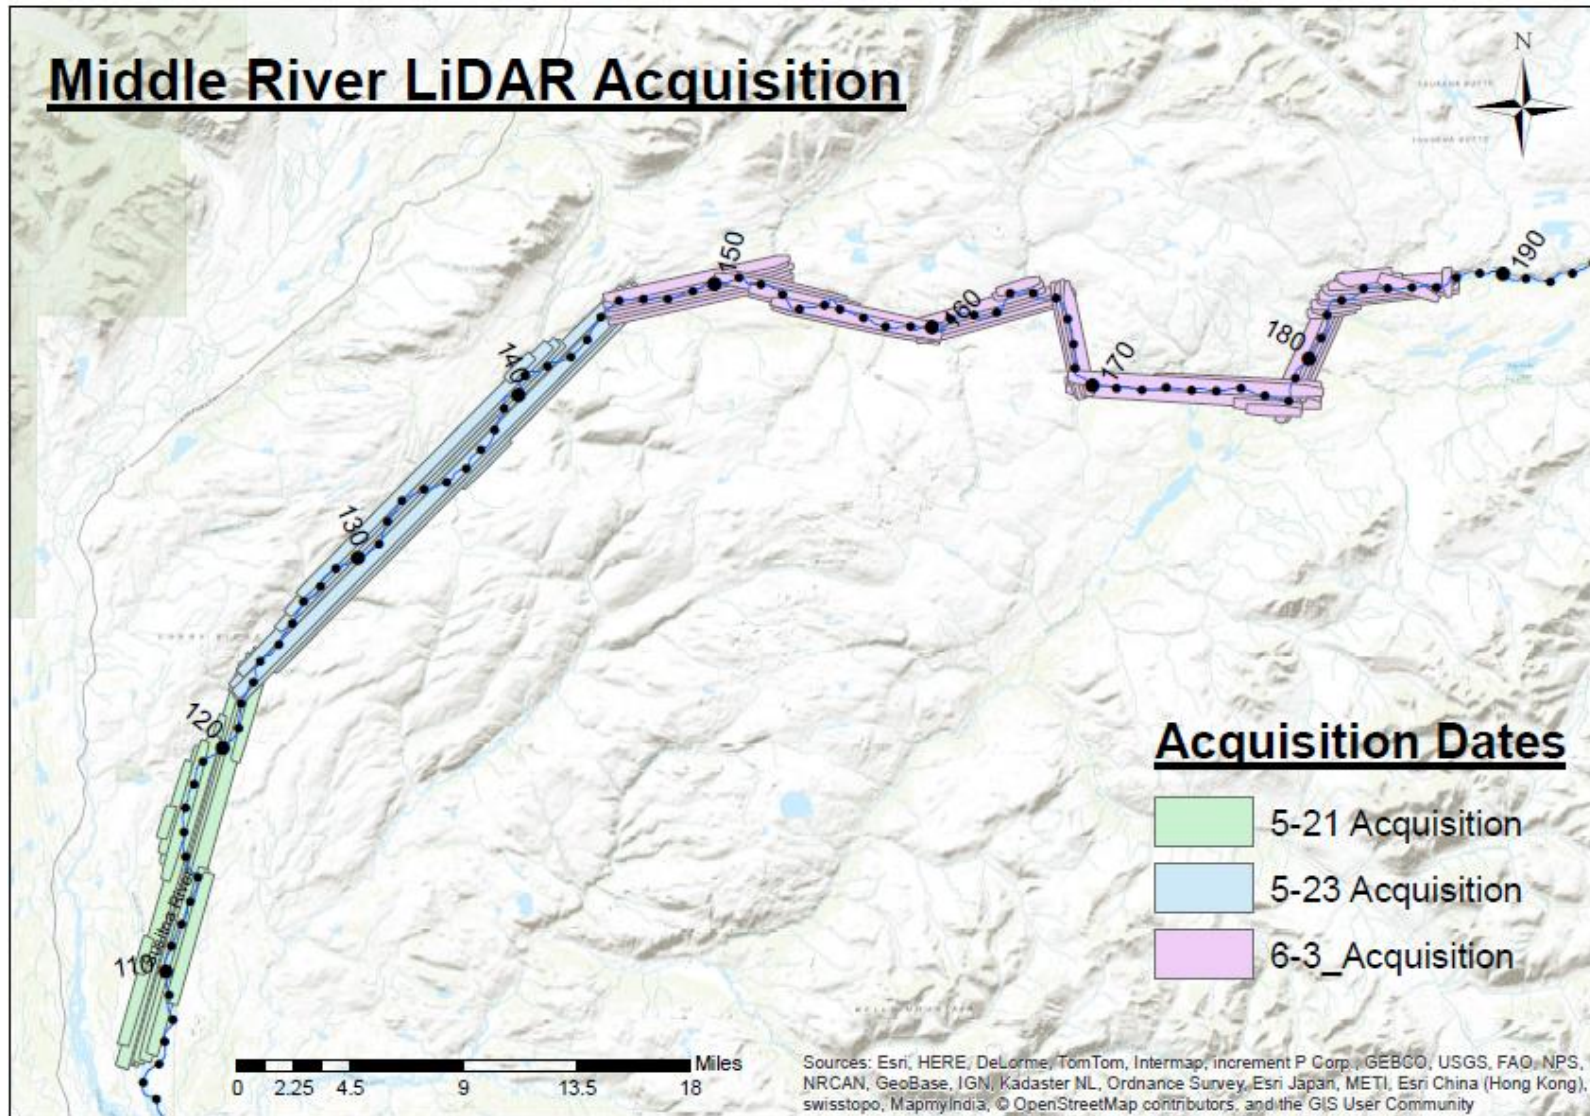 Middle River LiDAR Acquisition
N
150
190
160
180
140
170
130
120
Susitna River
110
Acquisition Dates
5-21 Acquisition
5-23 Acquisition
6-3_Acquisition
Miles
0 2.25 4.5 9 13.5 18
Sources: Esri, HERE, DeLorme, TomTom, Intermap, increment P Corp., GEBCO, USGS, FAO, NPS,
NRCAN, GeoBase, IGN, Kadaster NL, Ordnance Survey, Esri Japan, METI, Esri China (Hong Kong),
swisstopo, MapmyIndia, © OpenStreetMap contributors, and the GIS User Community